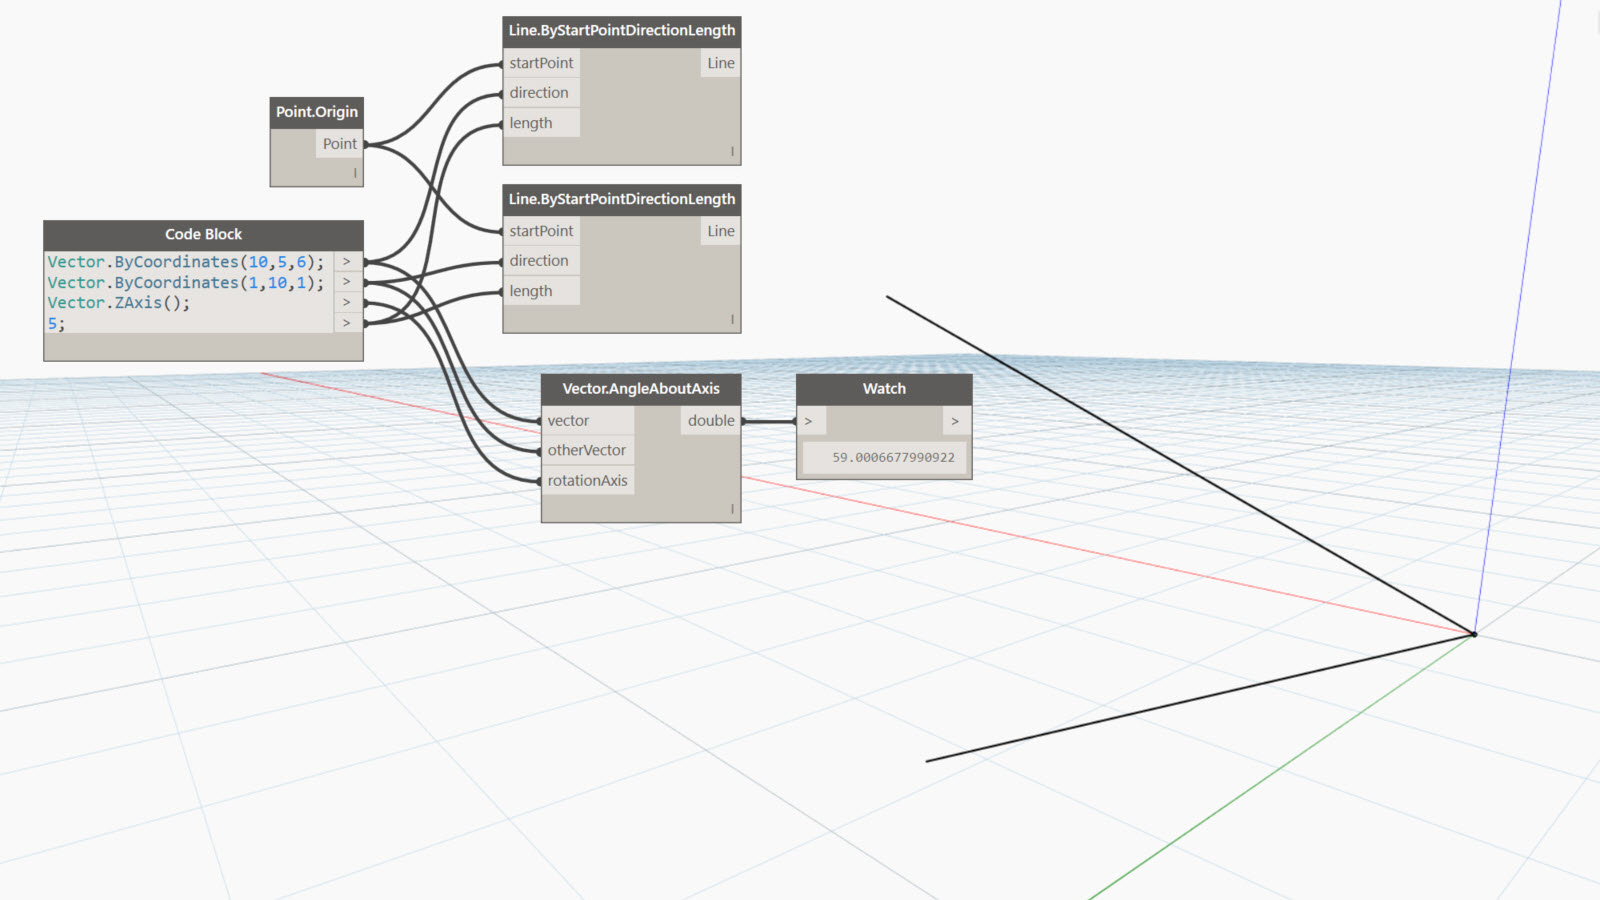 Line.ByStartPointDirectionLength
startPoint Line
direction
length
|
Point.Origin
Point
|
Line.ByStartPointDirectionLength
startPoint Line
direction
length
|
Code Block
Vector.ByCoordinates(10,5,6); >
Vector.ByCoordinates(1,10,1); >
Vector.ZAxis(); >
5; >
Vector.AngleAboutAxis
vector double
otherVector
rotationAxis
|
Watch
> >
59.0006677990922